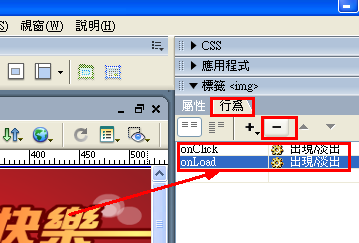 S) 視窗(W) 說明(H)
CSS
應用程式
標籤 <img>
屬性 行為
400 450 500
onClick 出現/淡出
onLoad 出現/淡出
快樂